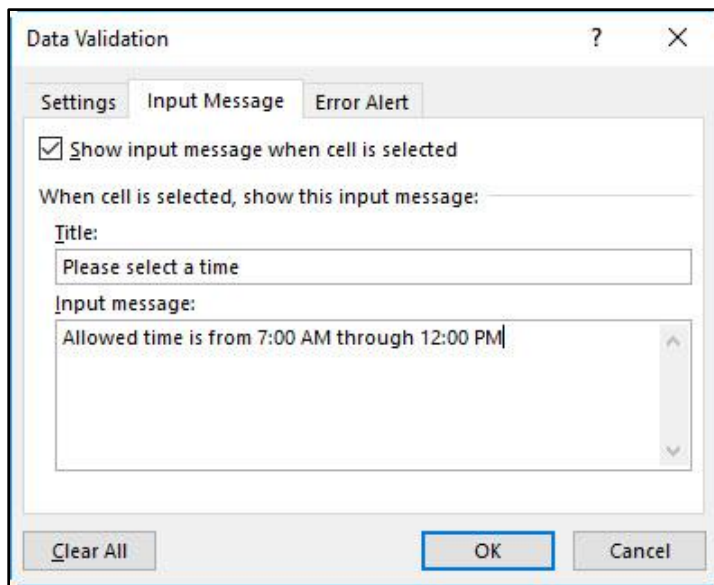 Data Validation ?
Settings Input Message Error Alert
Show input message when cell is selected
When cell is selected, show this input message:
Title:
Please select a time
Input message:
Allowed time is from 7:00 AM through 12:00 PM
Clear All OK Cancel